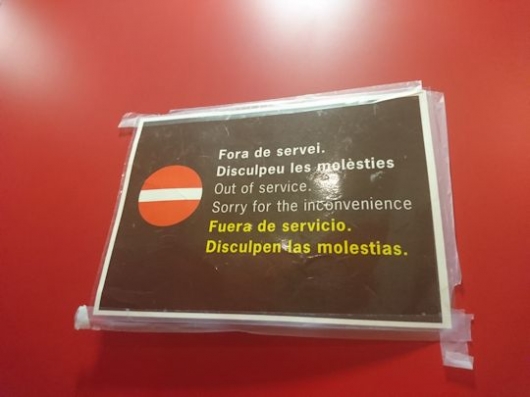 Fora de servei.
Disculpeu les molèsties
Out of service.
Sorry for the inconvenience
Fuera de servicio.
Disculpen las molestias.